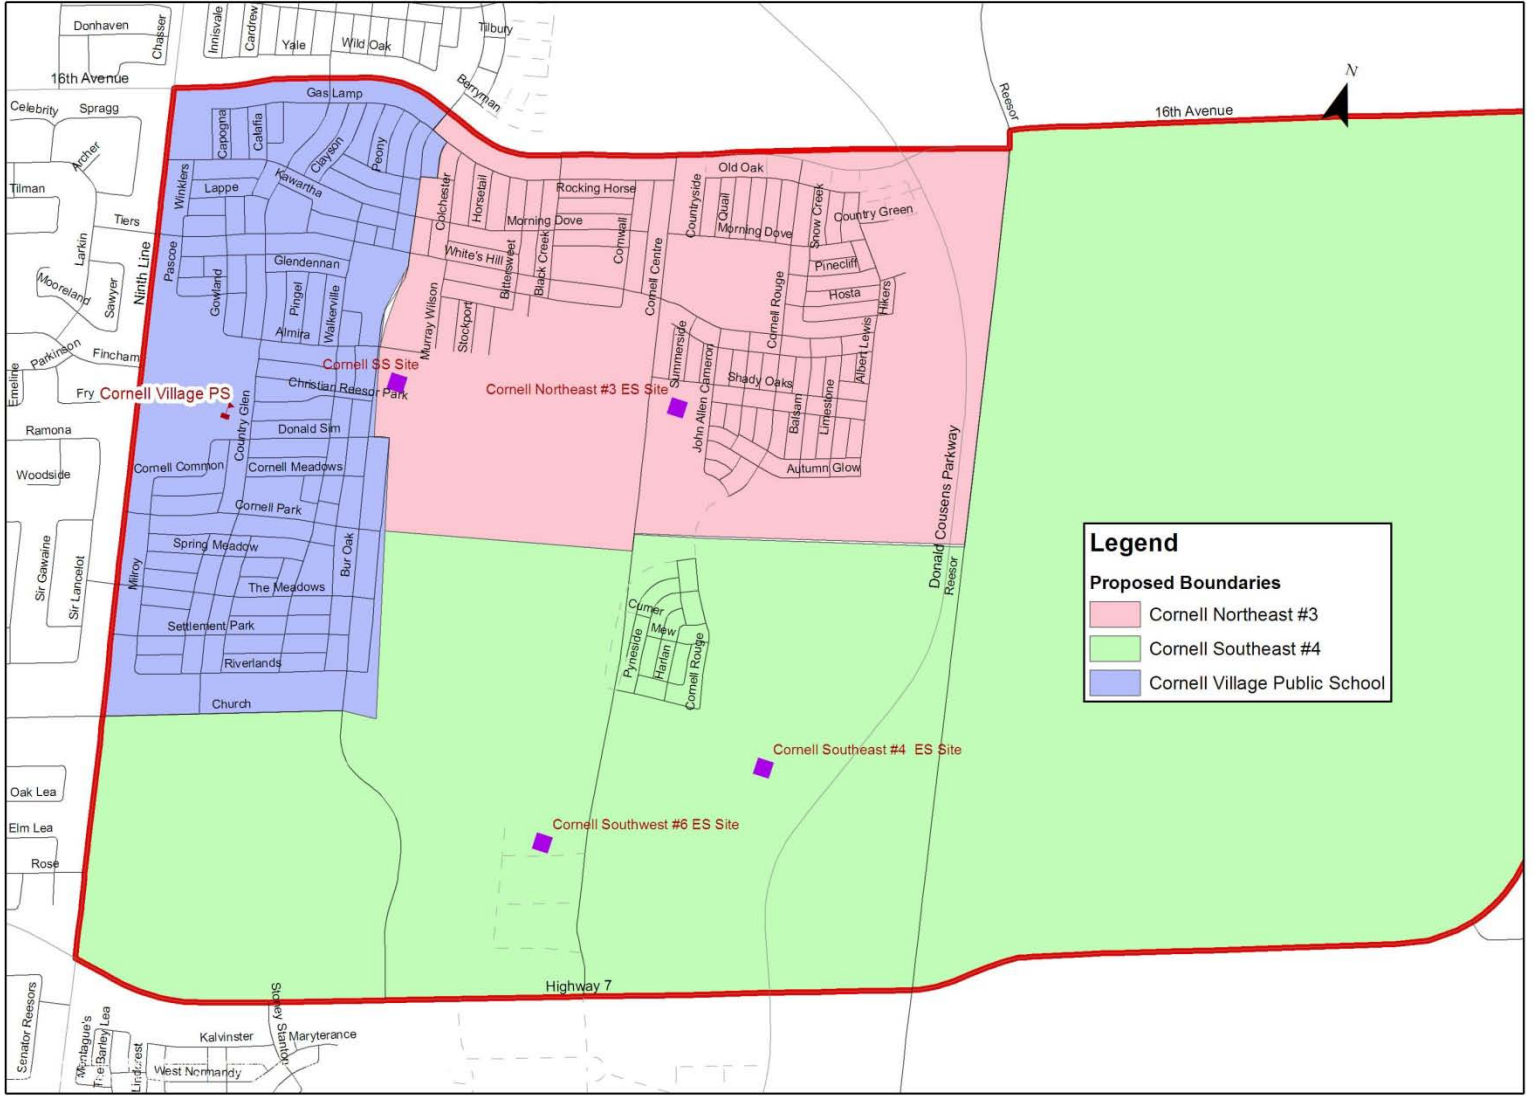 Donhaven
Chasser
Innisvale
Cardrew
Yale
Wild Oak
Tilbury
Berryman
16th Avenue
Gas Lamp
Reesor
16th Avenue
N
Celebrity
Spragg
Archer
Capogna
Calafia
Clayson
Peony
Old Oak
Tilman
Winklers
Lappe
Kawartha
Colchester
Horsetail
Rocking Horse
Countryside
Quail
Snow Creek
Country Green
Tiers
Larkin
Ninth Line
Pascoe
Morning Dove
Morning Dove
Cornwall
White's Hill
Bittersweet
Black Creek
Cornell Centre
Glendennan
Pinecliff
Mooreland
Sawyer
Gowland
Pingel
Walkerville
Hosta
Hikers
Cornell Rouge
Murray Wilson
Stockport
Almira
Albert Lewis
Parkinson
Fincham
Summerside
Cornell SS Site
Emeline
Fry
Cornell Village PS
Christian Reesor Park
Cornell Northeast #3 ES Site
John Allen Cameron
Shady Oaks
Balsam
Limestone
Country Glen
Ramona
Donald Sim
Woodside
Cornell Common
Cornell Meadows
Autumn Glow
Cornell Park
Donald Cousens Parkway
Sir Gawaine
Sir Lancelot
Spring Meadow
Bur Oak
Milroy
The Meadows
Reesor
Legend
Proposed Boundaries
Cornell Northeast #3
Cornell Southeast #4
Cornell Village Public School
Settlement Park
Cumer
Mew
Pyneside
Harlan
Cornell Rouge
Riverlands
Church
Cornell Southeast #4 ES Site
Oak Lea
Elm Lea
Cornell Southwest #6 ES Site
Rose
Highway 7
Senator Reesors
Montague's
The Barley Lea
Lindcrest
Kalvinster
Stoney Stanton
Maryterance
West Normandy